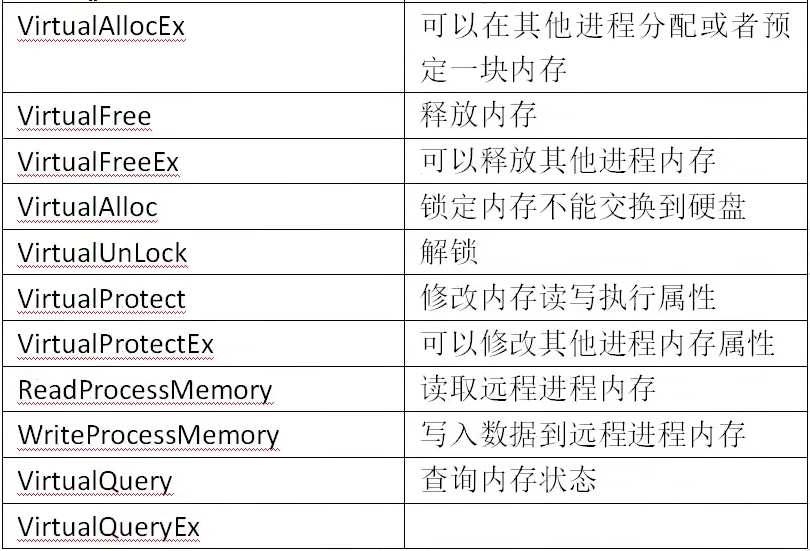 VirtualAllocEx
可以在其他进程分配或者预
定一块内存
VirtualFree
释放内存
VirtualFreeEx
可以释放其他进程内存
VirtualAlloc
锁定内存不能交换到硬盘
VirtualUnLock
解锁
VirtualProtect
修改内存读写执行属性
VirtualProtectEx
可以修改其他进程内存属性
ReadProcessMemory
读取远程进程内存
WriteProcessMemory
写入数据到远程进程内存
VirtualQuery
查询内存状态
VirtualQueryEx